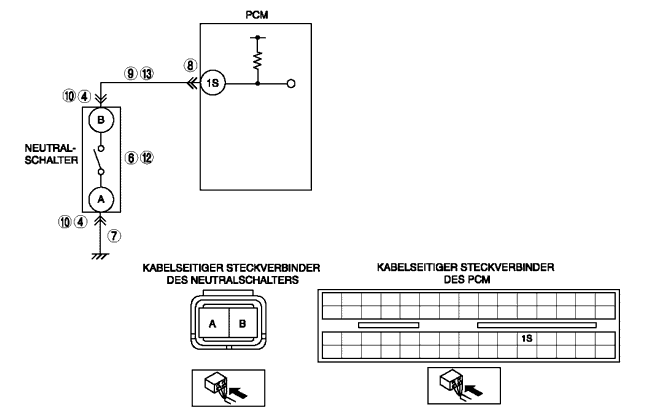 PCM
⑨ ⑬
⑧
1S
⑩ ④
B
NEUTRAL-
SCHALTER
⑥ ⑫
A
⑩ ④
⑦
KABELSEITIGER STECKVERBINDER
DES NEUTRALSCHALTERS
KABELSEITIGER STECKVERBINDER
DES PCM
A B
1S